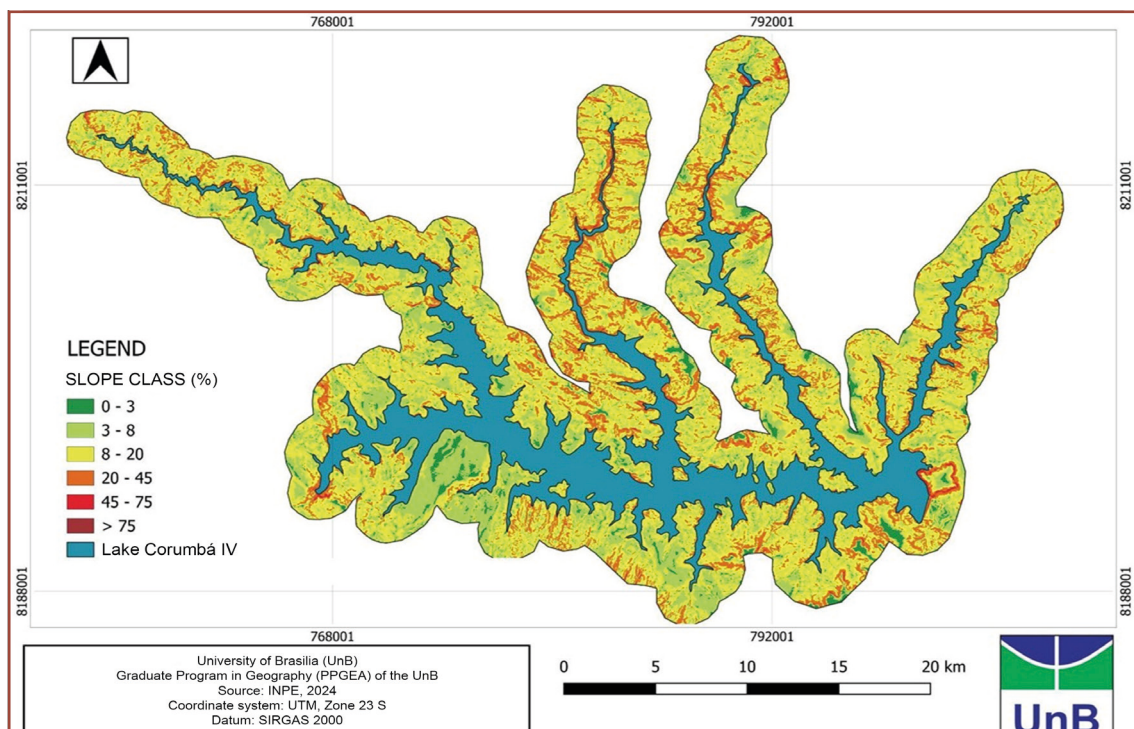 768001
792001
8211001
8211001
LEGEND
SLOPE CLASS (%)
0 - 3
3 - 8
8 - 20
20 - 45
45 - 75
> 75
Lake Corumbá IV
8188001
8188001
768001
792001
University of Brasilia (UnB)
Graduate Program in Geography (PPGEA) of the UnB
Source: INPE, 2024
Coordinate system: UTM, Zone 23 S
Datum: SIRGAS 2000
0 5 10 15 20 km
UnB